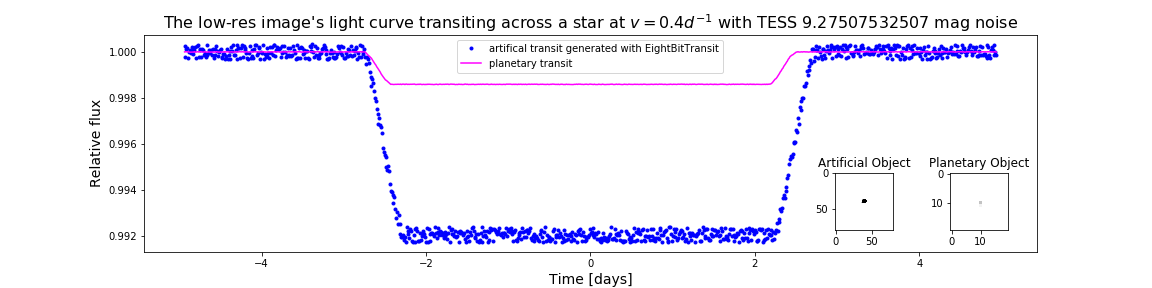 The low-res image's light curve transiting across a star at v = 0.4d⁻¹ with TESS 9.27507532507 mag noise
artifical transit generated with EightBitTransit
planetary transit
1.000
0.998
0.996
0.994
0.992
Relative flux
−4
−2
0
2
4
Time [days]
Artificial Object
0
50
0
50
Planetary Object
0
10
0
10